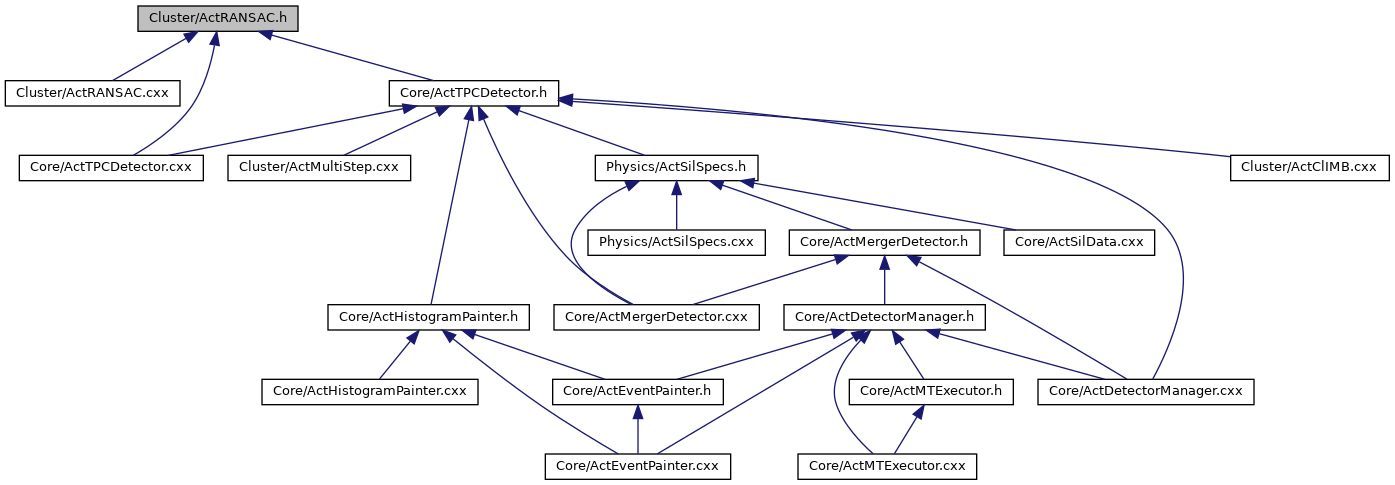 Cluster/ActRANSAC.h
Cluster/ActRANSAC.cxx
Core/ActTPCDetector.h
Core/ActTPCDetector.cxx
Cluster/ActMultiStep.cxx
Physics/ActSilSpecs.h
Cluster/ActClIMB.cxx
Physics/ActSilSpecs.cxx
Core/ActMergerDetector.h
Core/ActSilData.cxx
Core/ActHistogramPainter.h
Core/ActMergerDetector.cxx
Core/ActDetectorManager.h
Core/ActHistogramPainter.cxx
Core/ActEventPainter.h
Core/ActMTExecutor.h
Core/ActDetectorManager.cxx
Core/ActEventPainter.cxx
Core/ActMTExecutor.cxx